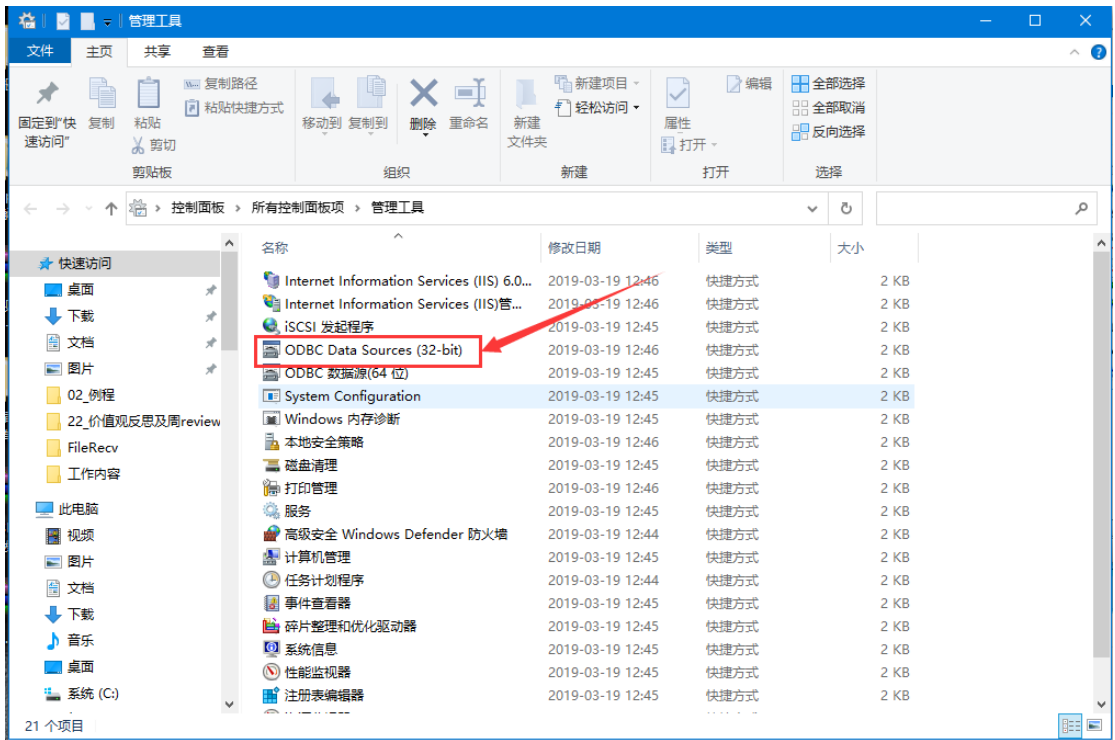 管理工具
文件 主页 共享 查看
固定到"快速访问"
复制
粘贴
复制路径
粘贴快捷方式
剪切
剪贴板
移动到 复制到 删除 重命名
组织
新建文件夹
新建项目
轻松访问
新建
属性
打开
编辑
打开
全部选择
全部取消
反向选择
选择
控制面板 > 所有控制面板项 > 管理工具
快速访问
桌面
下载
文档
图片
02_例程
22_价值观反思及周review
FileRecv
工作内容
此电脑
视频
图片
文档
下载
音乐
桌面
系统 (C:)
名称 修改日期 类型 大小
Internet Information Services (IIS) 6.0... 2019-03-19 12:46 快捷方式 2 KB
Internet Information Services (IIS)管... 2019-03-19 12:46 快捷方式 2 KB
iSCSI 发起程序 2019-03-19 12:45 快捷方式 2 KB
ODBC Data Sources (32-bit) 2019-03-19 12:46 快捷方式 2 KB
ODBC 数据源(64 位) 2019-03-19 12:45 快捷方式 2 KB
System Configuration 2019-03-19 12:45 快捷方式 2 KB
Windows 内存诊断 2019-03-19 12:45 快捷方式 2 KB
本地安全策略 2019-03-19 12:46 快捷方式 2 KB
磁盘清理 2019-03-19 12:45 快捷方式 2 KB
打印管理 2019-03-19 12:46 快捷方式 2 KB
服务 2019-03-19 12:45 快捷方式 2 KB
高级安全 Windows Defender 防火墙 2019-03-19 12:44 快捷方式 2 KB
计算机管理 2019-03-19 12:45 快捷方式 2 KB
任务计划程序 2019-03-19 12:44 快捷方式 2 KB
事件查看器 2019-03-19 12:45 快捷方式 2 KB
碎片整理和优化驱动器 2019-03-19 12:45 快捷方式 2 KB
系统信息 2019-03-19 12:45 快捷方式 2 KB
性能监视器 2019-03-19 12:45 快捷方式 2 KB
注册表编辑器 2019-03-19 12:45 快捷方式 2 KB
21 个项目